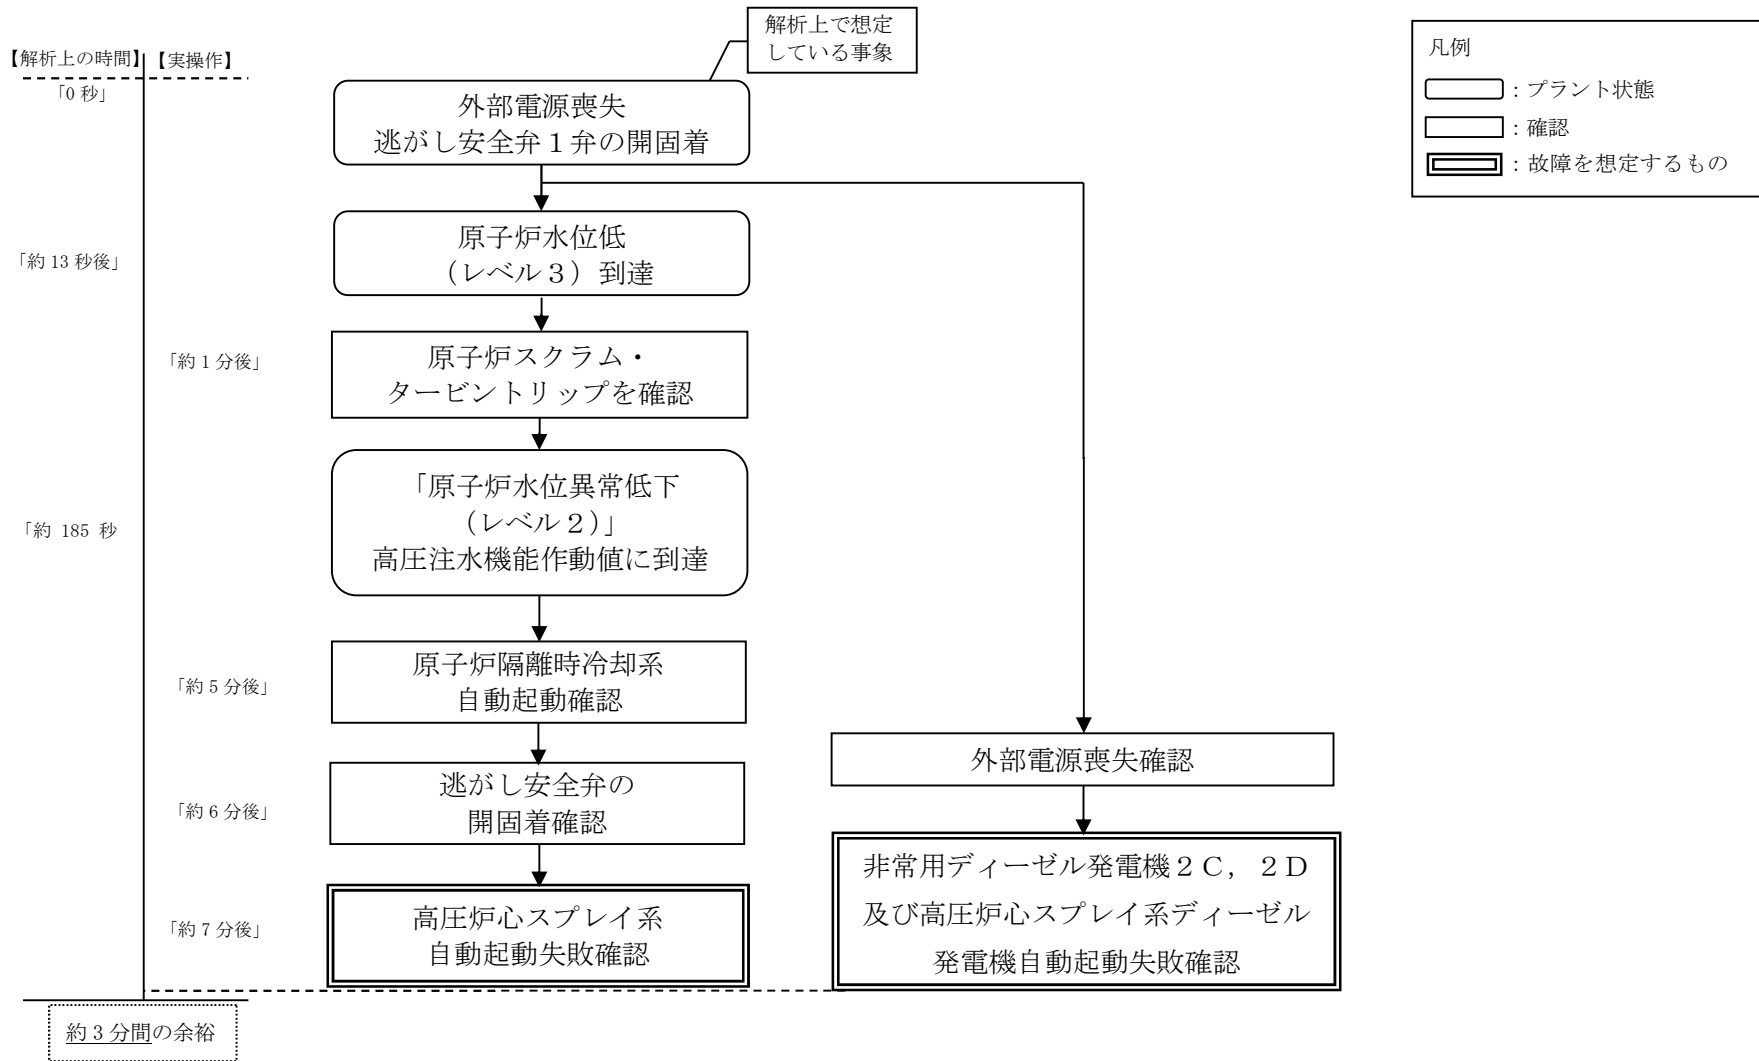 解析上で想定
している事象
【解析上の時間】
【実操作】
「0 秒」
外部電源喪失
逃がし安全弁１弁の開固着
原子炉水位低
（レベル３）到達
「約 13 秒後」
原子炉スクラム・
タービントリップを確認
「約 1 分後」
「原子炉水位異常低下
（レベル２）」
高圧注水機能作動値に到達
「約 185 秒
原子炉隔離時冷却系
自動起動確認
「約 5 分後」
逃がし安全弁の
開固着確認
「約 6 分後」
高圧炉心スプレイ系
自動起動失敗確認
「約 7 分後」
外部電源喪失確認
非常用ディーゼル発電機２Ｃ，２Ｄ
及び高圧炉心スプレイ系ディーゼル
発電機自動起動失敗確認
約 3 分間の余裕
凡例
：プラント状態
：確認
：故障を想定するもの